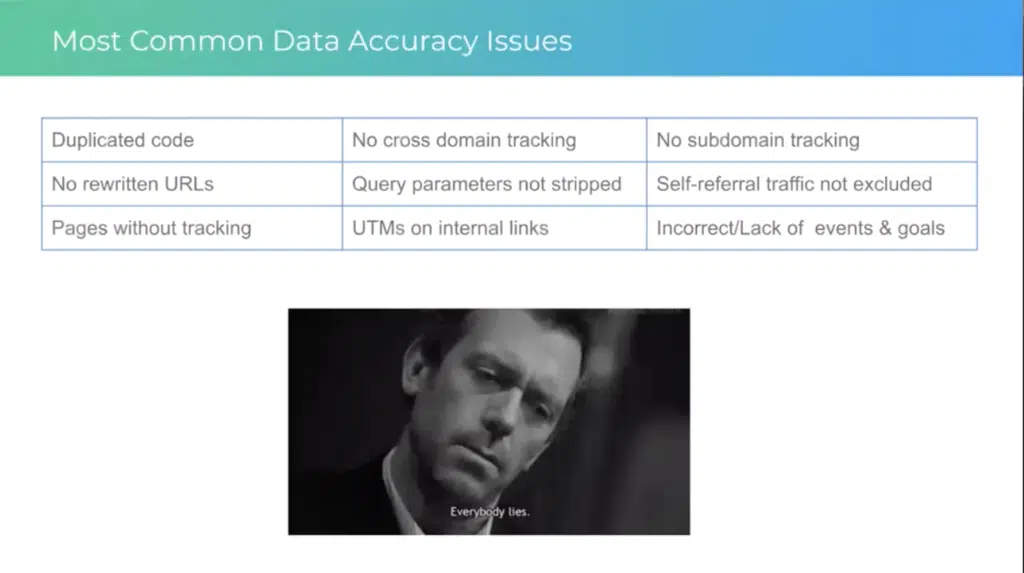 Most Common Data Accuracy Issues
Duplicated code No cross domain tracking No subdomain tracking
No rewritten URLs Query parameters not stripped Self-referral traffic not excluded
Pages without tracking UTMs on internal links Incorrect/Lack of events & goals
Everybody lies.